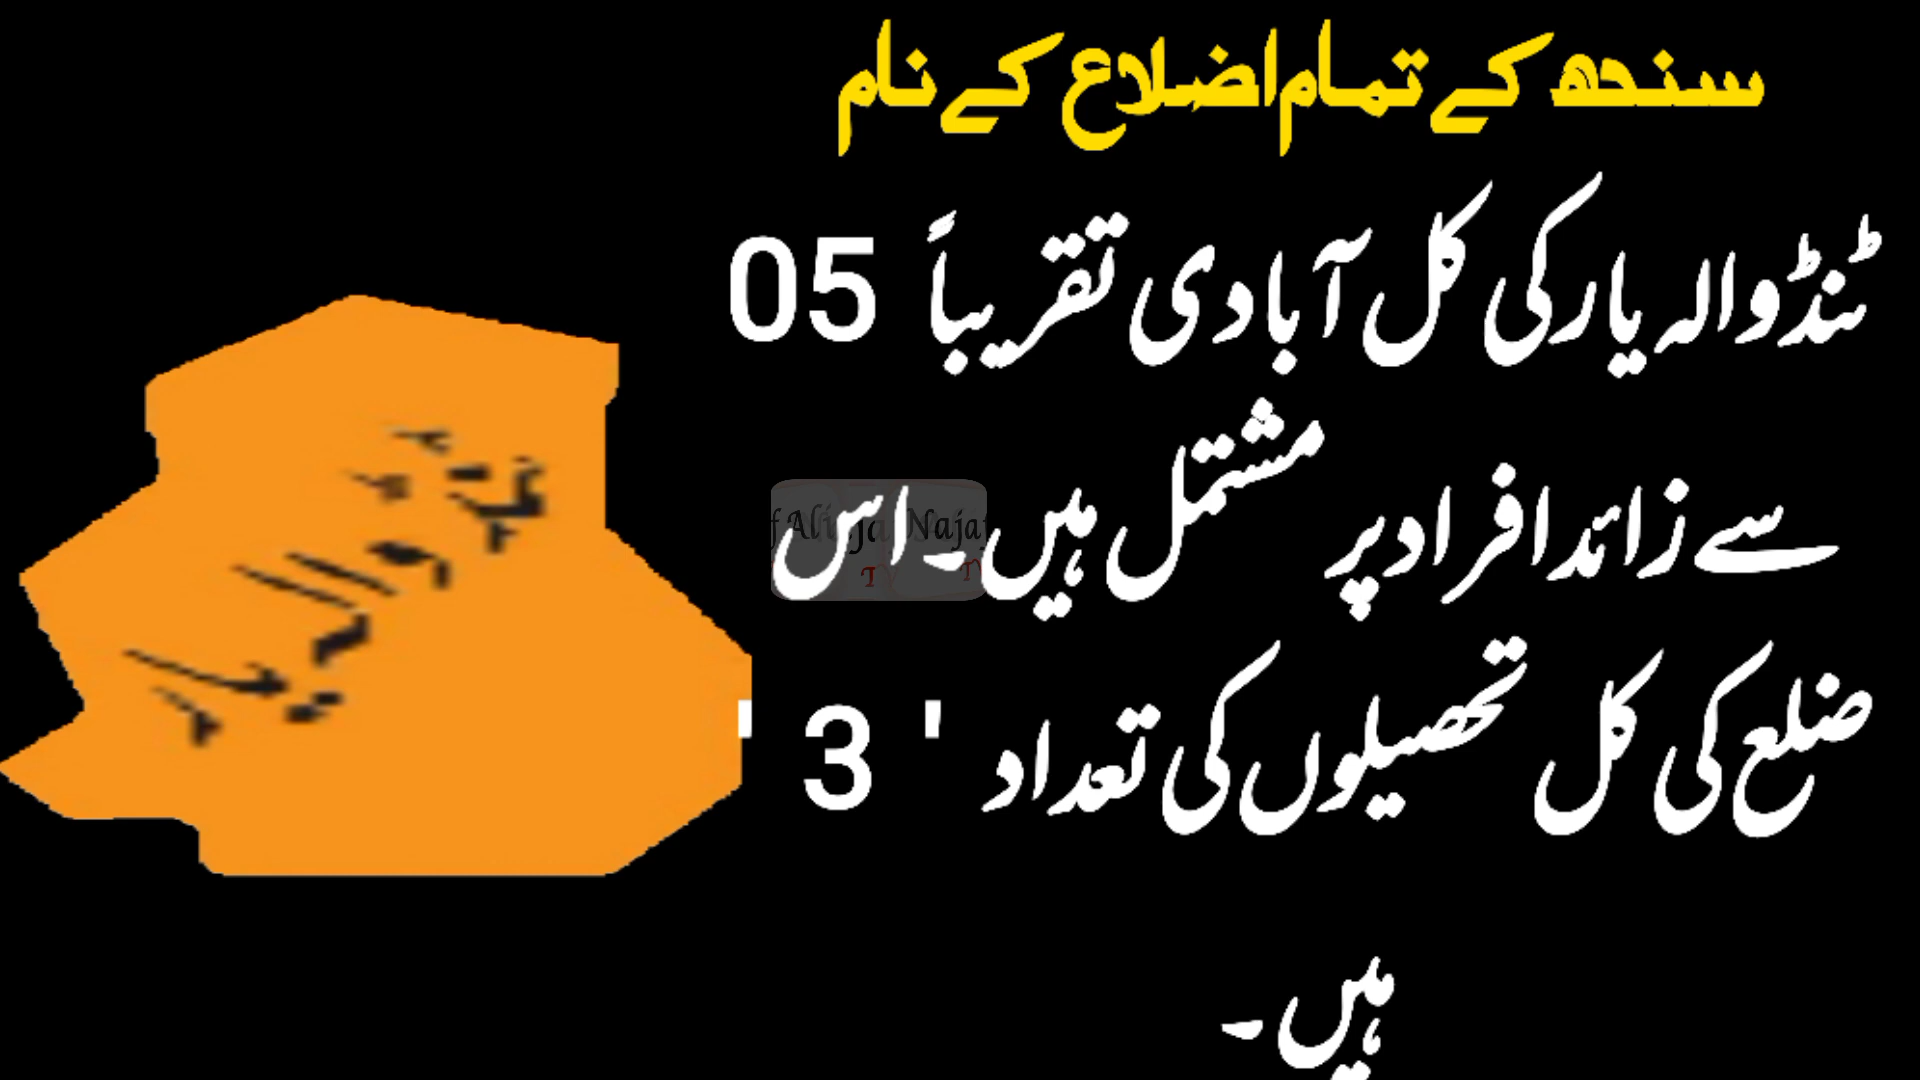 سندھ کے تمام اضلاع کے نام
ٹنڈوالہ یار کی کل آبادی تقریباً 05
سے زائد افراد پر مشتمل ہیں۔ اس
ضلع کی کل تحصیلوں کی تعداد ' 3 '
ہیں۔
ٹنڈو
الہ
یار